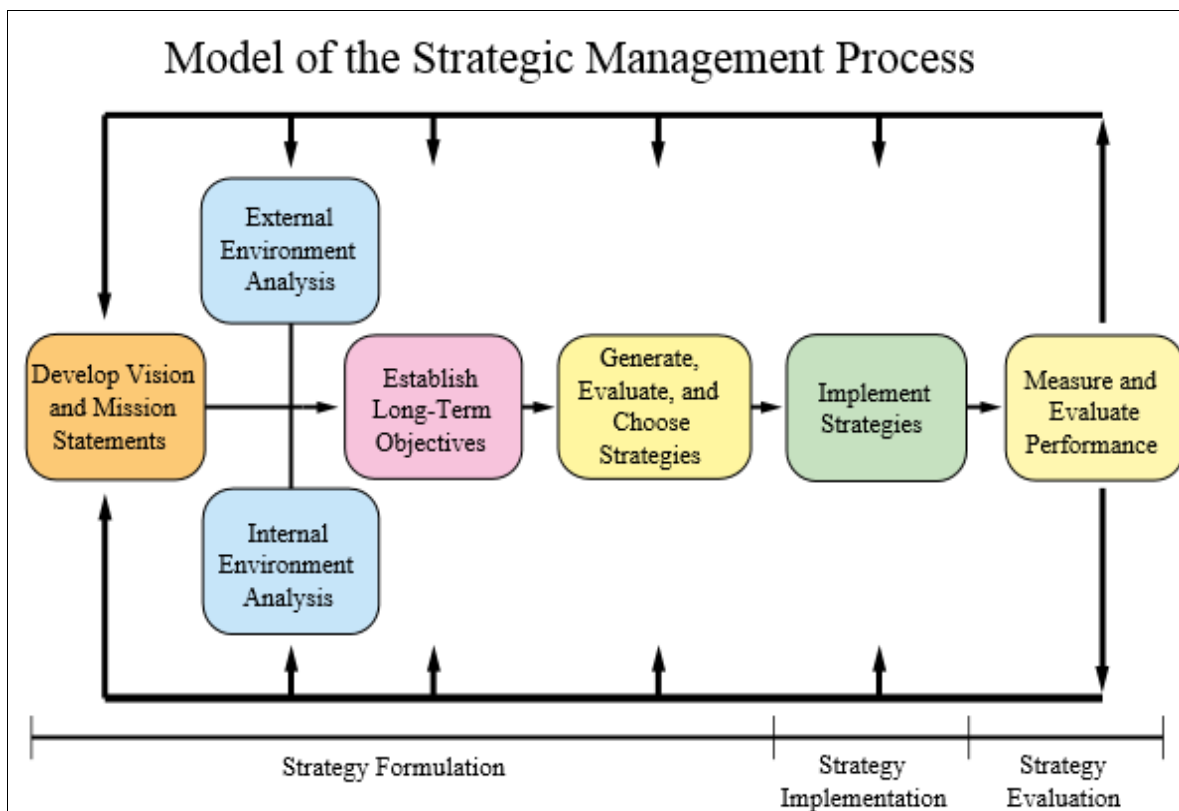 Model of the Strategic Management Process
External
Environment
Analysis
Develop Vision
and Mission
Statements
Establish
Long-Term
Objectives
Generate,
Evaluate, and
Choose
Strategies
Implement
Strategies
Measure and
Evaluate
Performance
Internal
Environment
Analysis
Strategy Formulation
Strategy
Implementation
Strategy
Evaluation